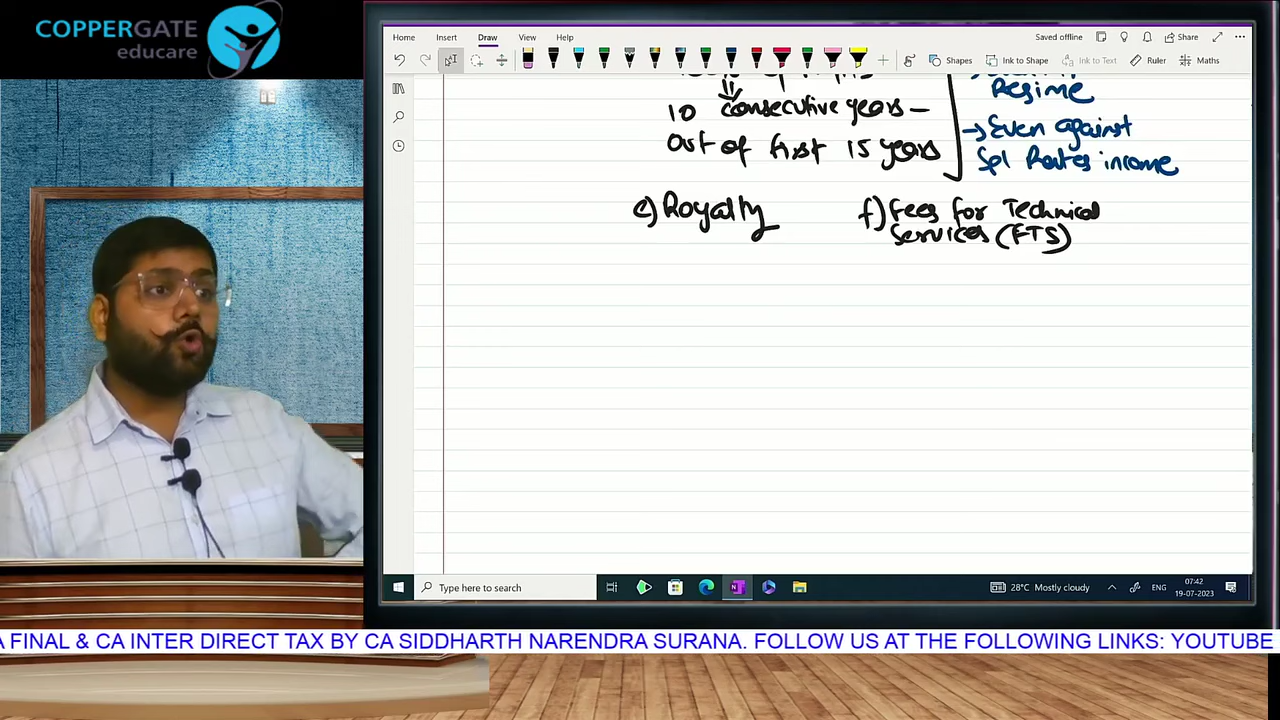 COPPERGATE
educare
Home Insert Draw View Help
Saved offline
Share
Shapes
Ink to Shape
Ink to Text
Ruler
Maths
Regime
10 consecutive years –
→ Even against
out of first 15 years
Spl Rates income
e) Royalty
f) Fees for Technical
Services (FTS)
Type here to search
28°C Mostly cloudy
ENG
07:42
19-07-2023
A FINAL & CA INTER DIRECT TAX BY CA SIDDHARTH NARENDRA SURANA. FOLLOW US AT THE FOLLOWING LINKS: YOUTUBE